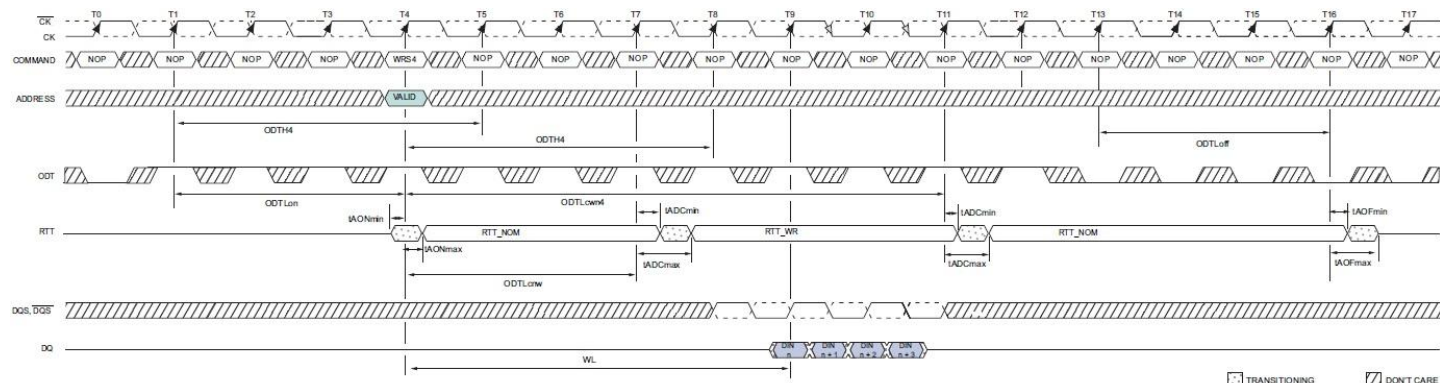 T0 T1 T2 T3 T4 T5 T6 T7 T8 T9 T10 T11 T12 T13 T14 T15 T16 T17
CK
CK
COMMAND NOP NOP NOP NOP WRS4 NOP NOP NOP NOP NOP NOP NOP NOP NOP NOP NOP NOP NOP
ADDRESS VALID
ODTH4
ODTH4
ODTLoff
ODT
ODTLon ODTLcwn4
tAONmin tADCmin tADCmin tAOFmin
RTT RTT_NOM RTT_WR RTT_NOM
tAONmax tADCmax tADCmax tAOFmax
ODTLcnw
DQS, DQS
DQ DIN n DIN n + 1 DIN n + 2 DIN n + 3
WL
TRANSITIONING DON'T CARE